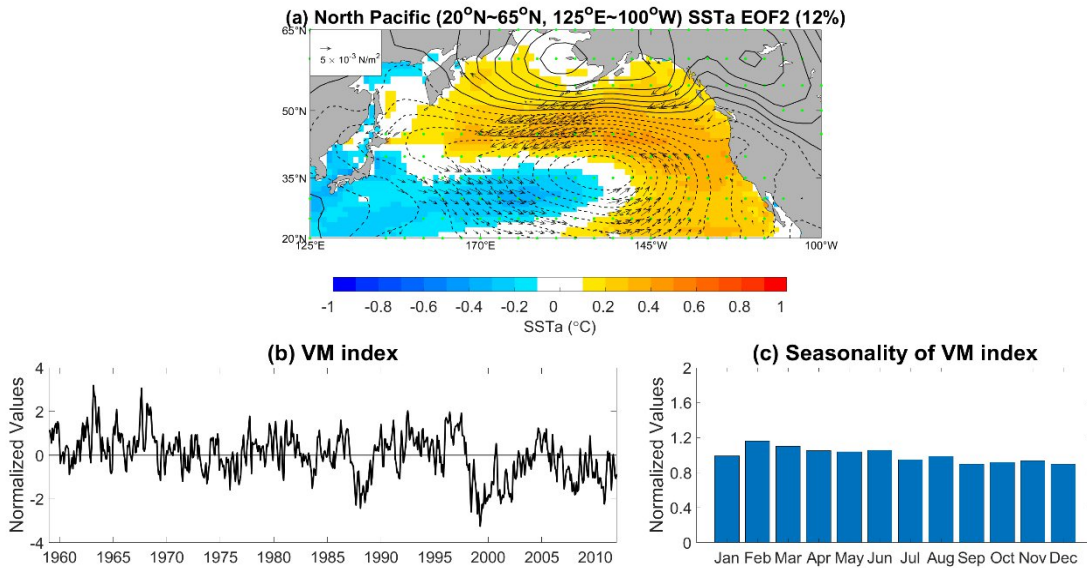 (a) North Pacific (20°N~65°N, 125°E~100°W) SSTa EOF2 (12%)
65°N
5 × 10⁻³ N/m²
50°N
35°N
20°N
125°E 170°E 145°W 100°W
-1 -0.8 -0.6 -0.4 -0.2 0 0.2 0.4 0.6 0.8 1
SSTa (°C)
(b) VM index
Normalized Values
4
2
0
-2
-4
1960 1965 1970 1975 1980 1985 1990 1995 2000 2005 2010
(c) Seasonality of VM index
Normalized Values
2
1.6
1.2
0.8
0.4
0
Jan Feb Mar Apr May Jun Jul Aug Sep Oct Nov Dec